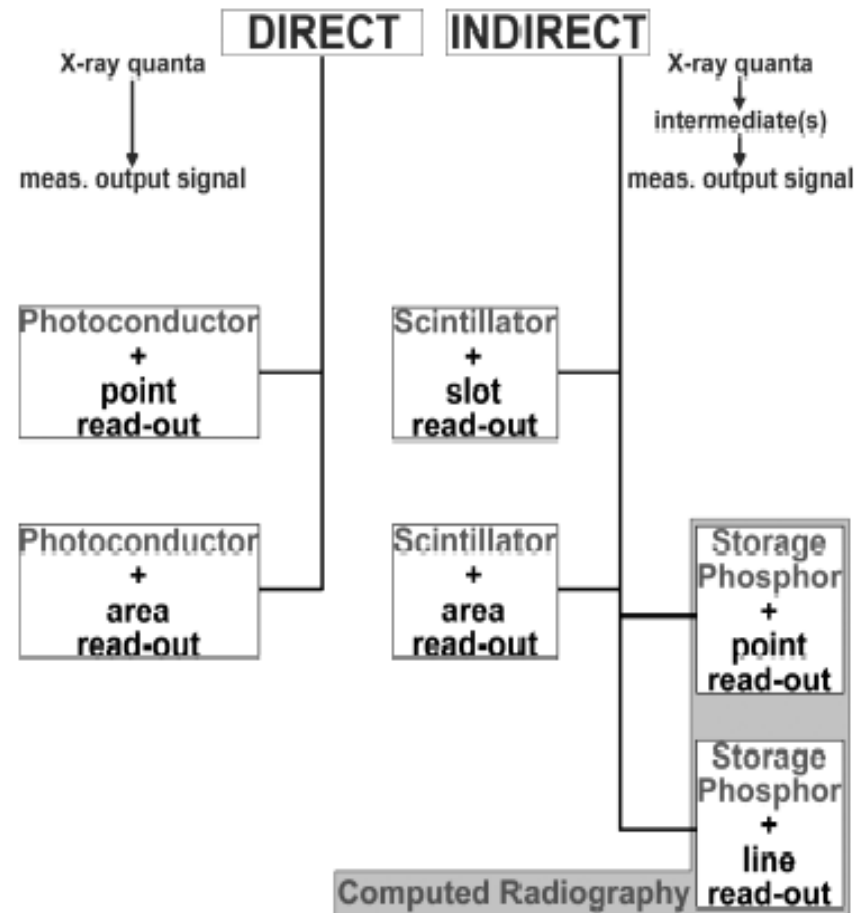 DIRECT
INDIRECT
X-ray quanta
meas. output signal
X-ray quanta
intermediate(s)
meas. output signal
Photoconductor
+
point
read-out
Scintillator
+
slot
read-out
Photoconductor
+
area
read-out
Scintillator
+
area
read-out
Storage
Phosphor
+
point
read-out
Storage
Phosphor
+
line
read-out
Computed Radiography